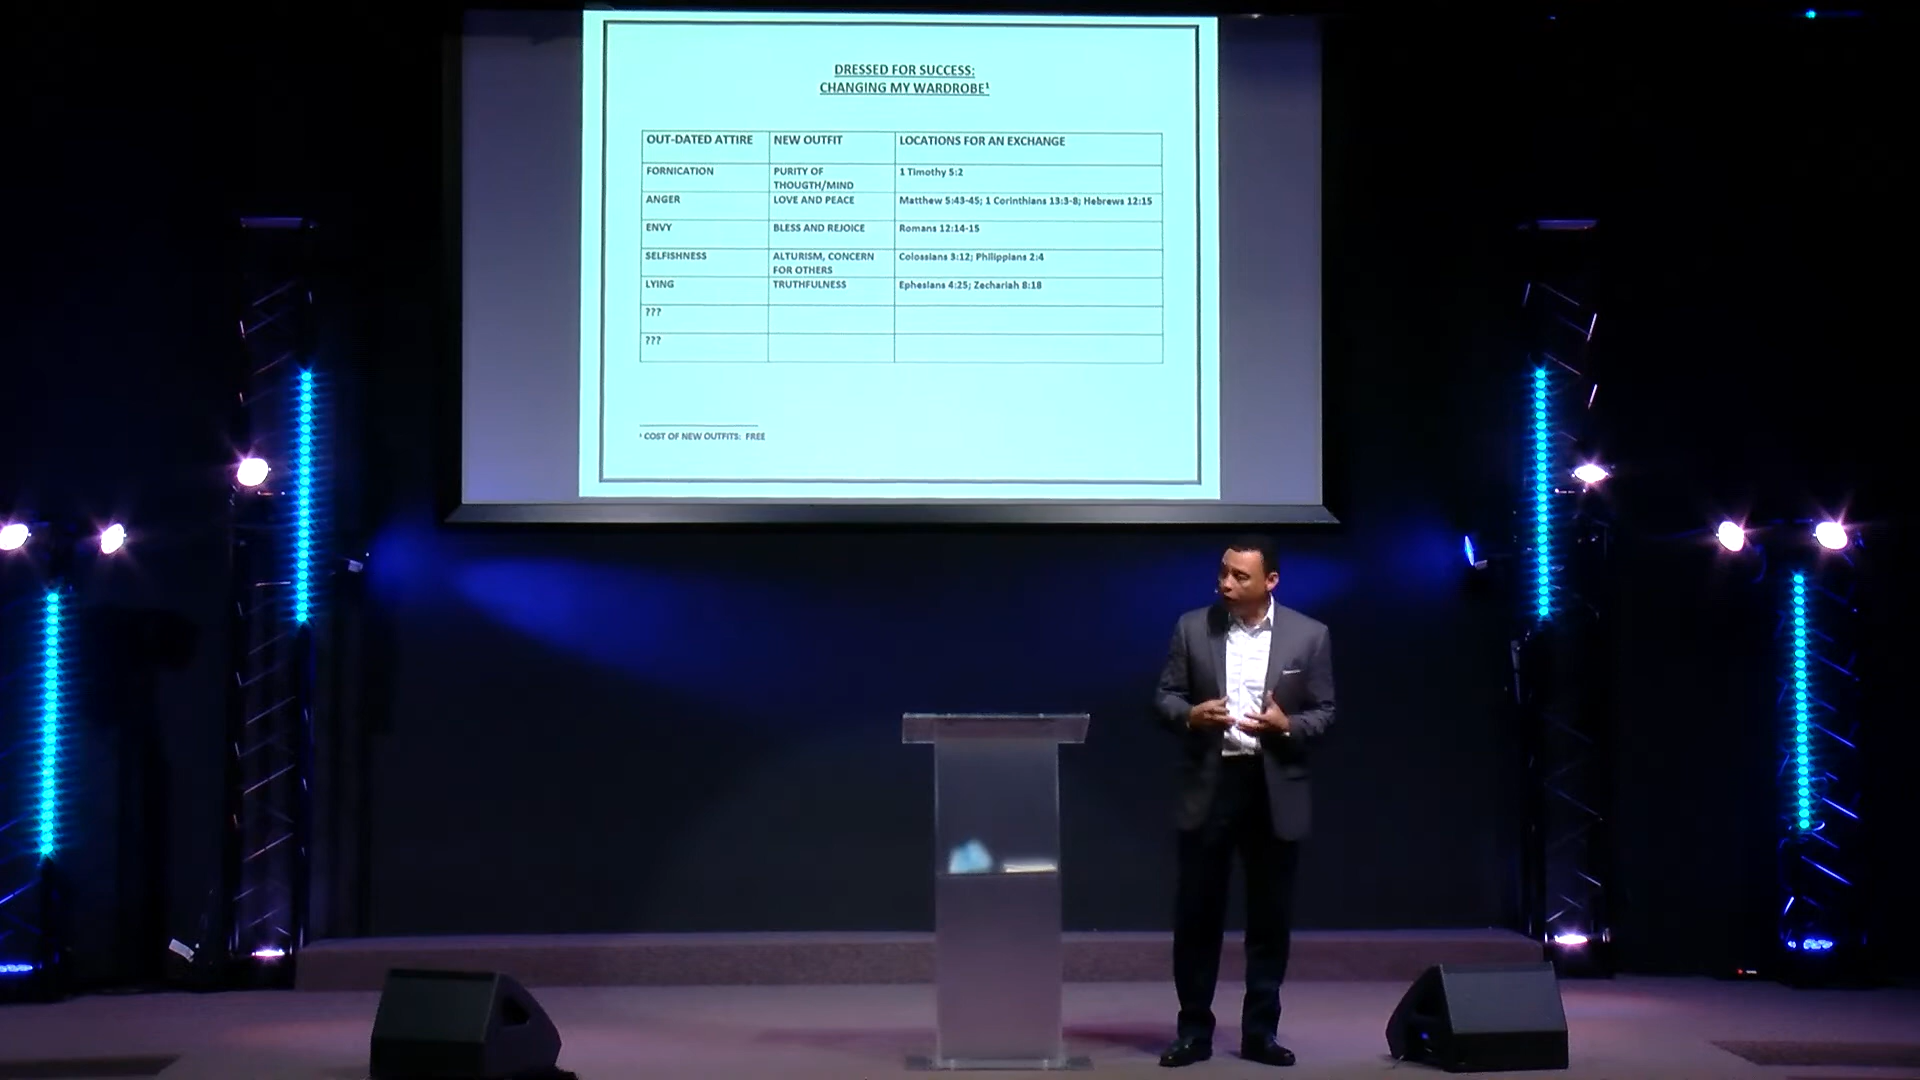 DRESSED FOR SUCCESS:
CHANGING MY WARDROBE¹
OUT-DATED ATTIRE NEW OUTFIT LOCATIONS FOR AN EXCHANGE
FORNICATION PURITY OF THOUGTH/MIND 1 Timothy 5:2
ANGER LOVE AND PEACE Matthew 5:43-45; 1 Corinthians 13:3-8; Hebrews 12:15
ENVY BLESS AND REJOICE Romans 12:14-15
SELFISHNESS ALTURISM, CONCERN FOR OTHERS Colossians 3:12; Philippians 2:4
LYING TRUTHFULNESS Ephesians 4:25; Zechariah 8:18
???
???
¹ COST OF NEW OUTFITS: FREE